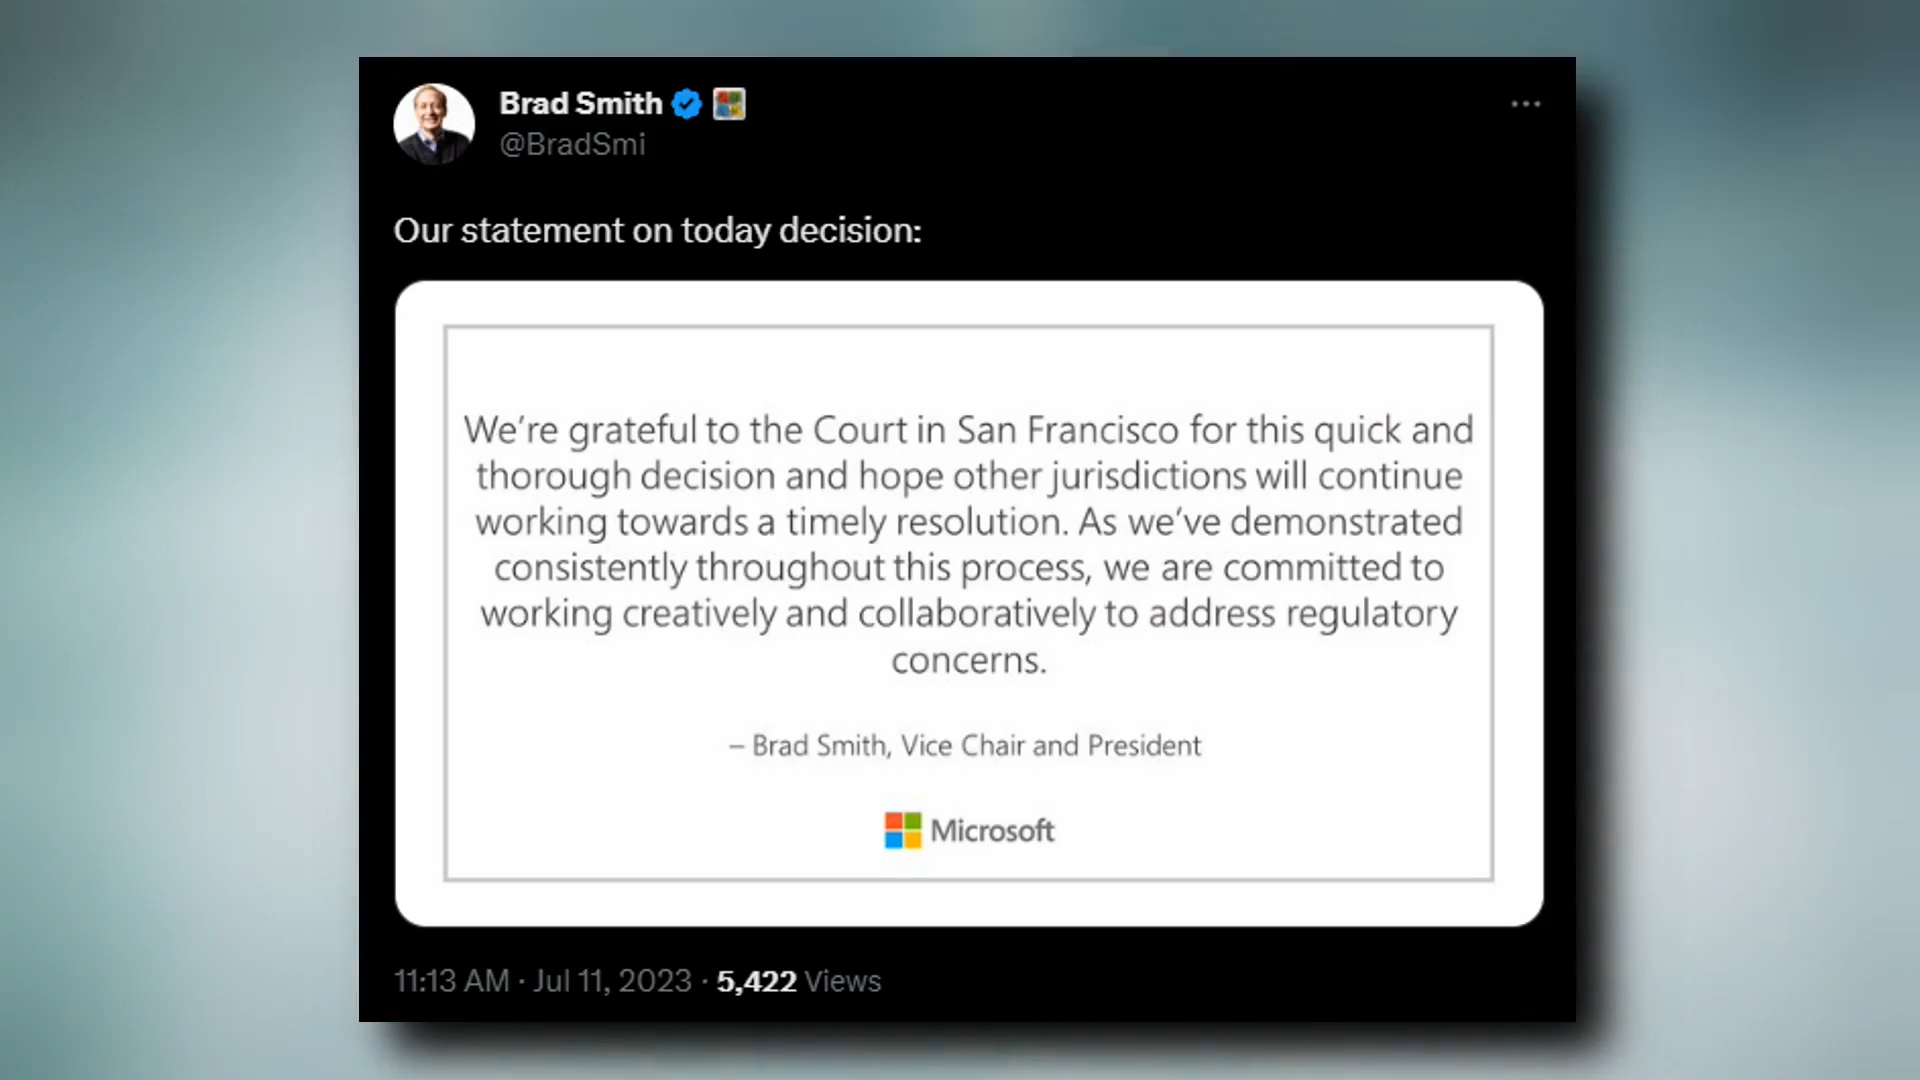 Brad Smith
@BradSmi
Our statement on today decision:
We're grateful to the Court in San Francisco for this quick and
thorough decision and hope other jurisdictions will continue
working towards a timely resolution. As we've demonstrated
consistently throughout this process, we are committed to
working creatively and collaboratively to address regulatory
concerns.
– Brad Smith, Vice Chair and President
Microsoft
11:13 AM · Jul 11, 2023 · 5,422 Views